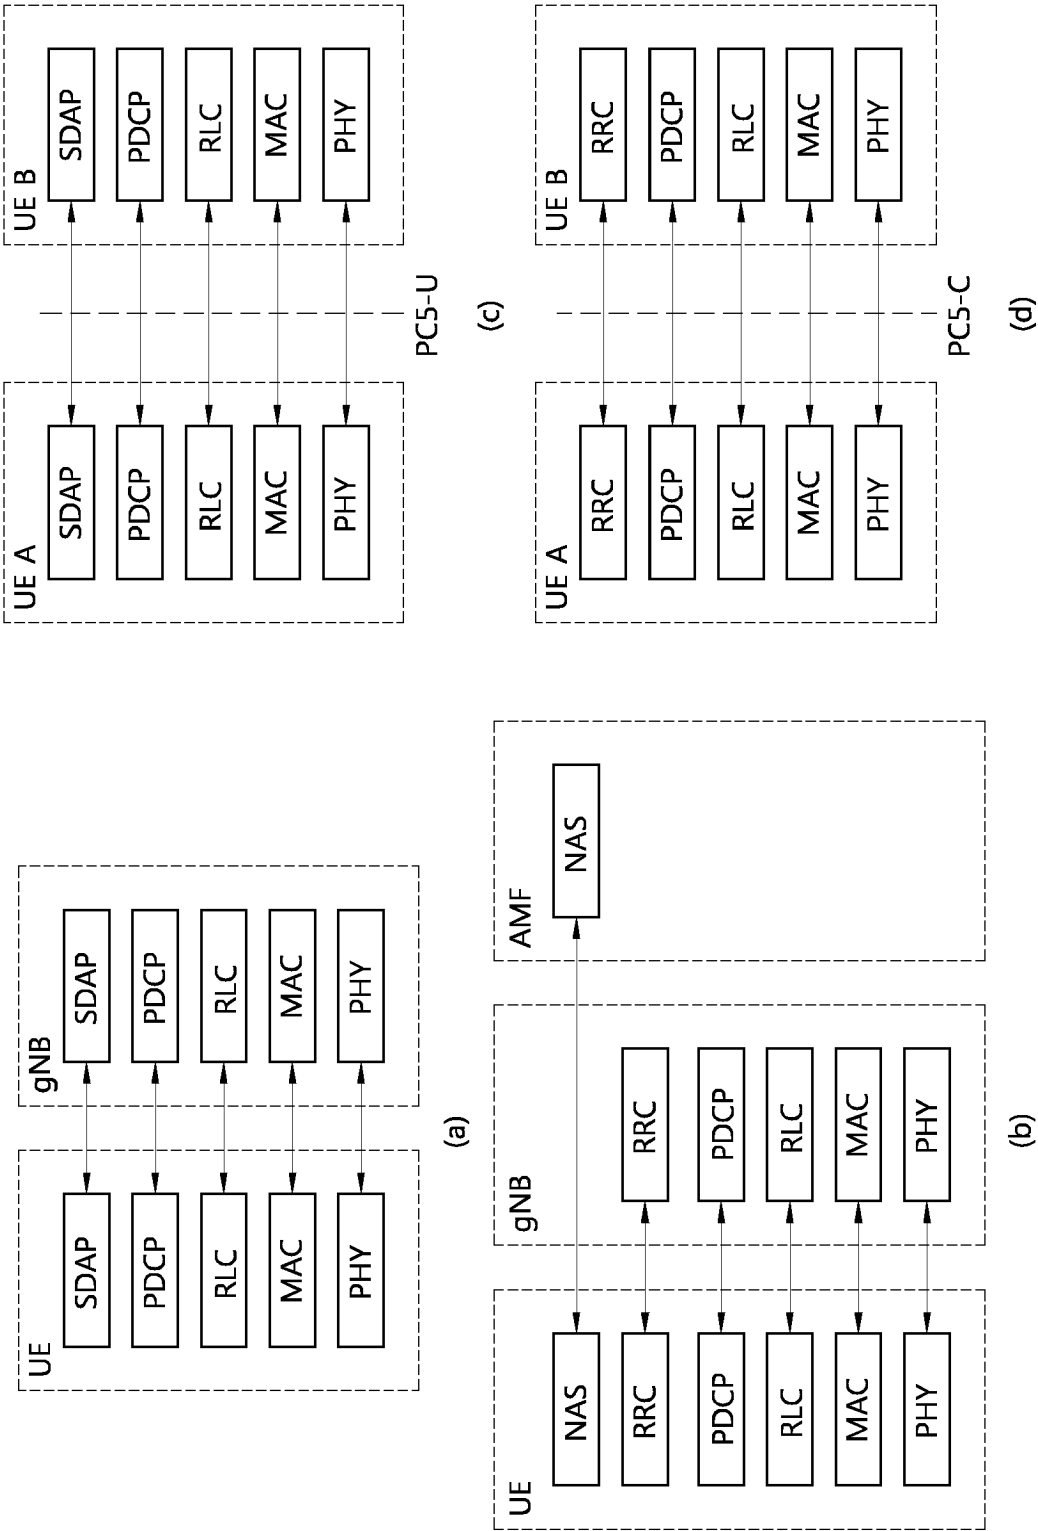 UE
gNB
SDAP
SDAP
PDCP
PDCP
RLC
RLC
MAC
MAC
PHY
PHY
(a)
UE
gNB
AMF
NAS
NAS
RRC
RRC
PDCP
PDCP
RLC
RLC
MAC
MAC
PHY
PHY
(b)
UE A
UE B
SDAP
SDAP
PDCP
PDCP
RLC
RLC
MAC
MAC
PHY
PHY
PC5-U
(c)
UE A
UE B
RRC
RRC
PDCP
PDCP
RLC
RLC
MAC
MAC
PHY
PHY
PC5-C
(d)